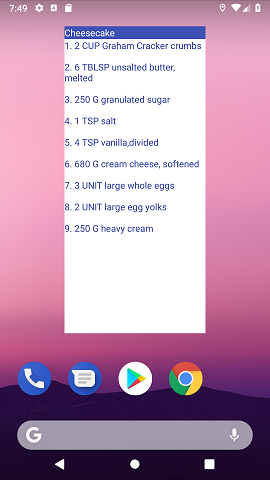 7:49
Cheesecake
1. 2 CUP Graham Cracker crumbs
2. 6 TBLSP unsalted butter,
melted
3. 250 G granulated sugar
4. 1 TSP salt
5. 4 TSP vanilla,divided
6. 680 G cream cheese, softened
7. 3 UNIT large whole eggs
8. 2 UNIT large egg yolks
9. 250 G heavy cream